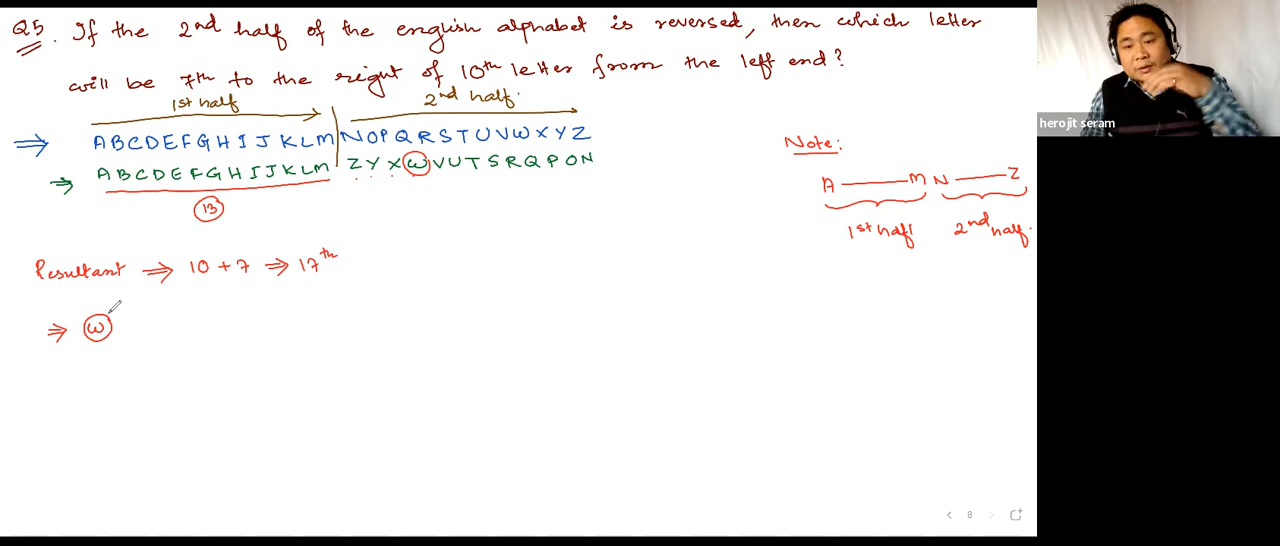 Q5. If the 2nd half of the english alphabet is reversed, then which letter
will be 7th to the right of 10th letter from the left end?
1st half 2nd half.
⇒ ABCDEFGHIJKLM NOPQRSTUVWXYZ
⇒ ABCDEFGHIJKLM ZYXWVUTSRQPON
13
Resultant ⇒ 10 + 7 ⇒ 17th
⇒ W
Note:
A — M N — Z
1st half 2nd half.
herojit seram
8